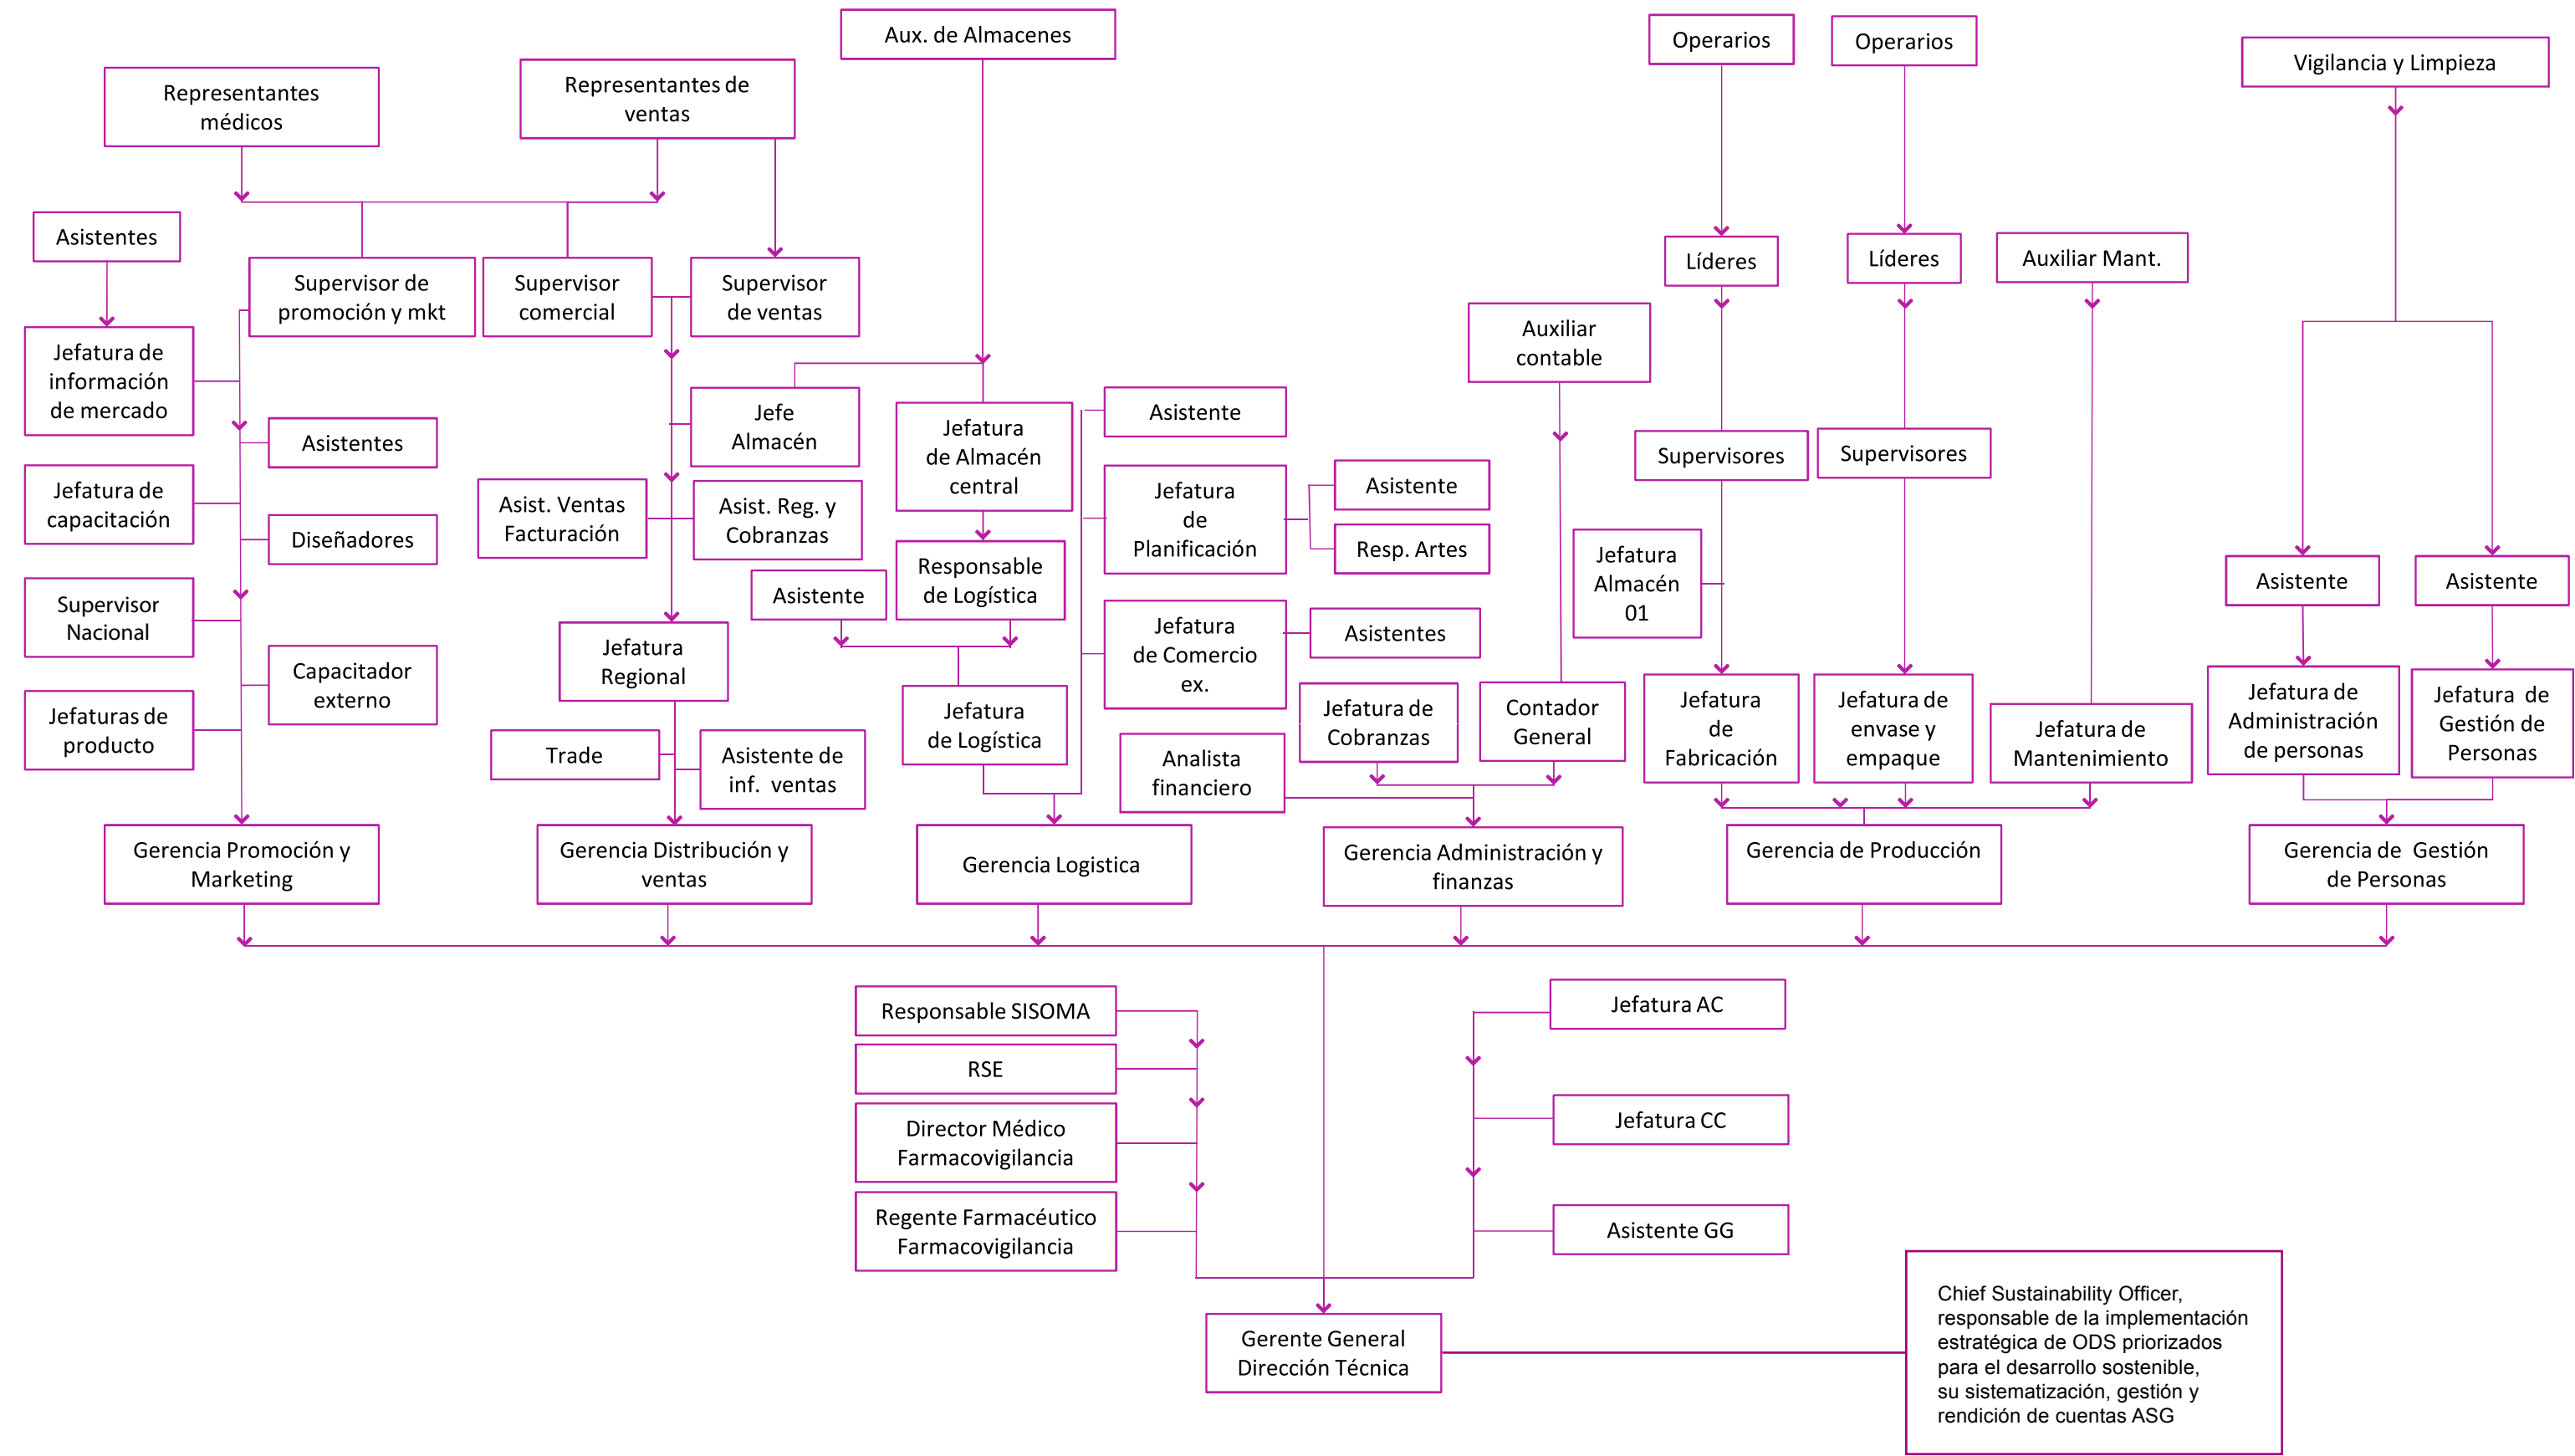 Aux. de Almacenes
Operarios
Operarios
Vigilancia y Limpieza
Representantes
médicos
Representantes de
ventas
Asistentes
Supervisor de
promoción y mkt
Supervisor
comercial
Supervisor
de ventas
Líderes
Líderes
Auxiliar Mant.
Auxiliar
contable
Jefatura de
información
de mercado
Asistentes
Jefe
Almacén
Jefatura
de Almacén
central
Asistente
Jefatura de
capacitación
Asist. Ventas
Facturación
Asist. Reg. y
Cobranzas
Jefatura
de
Planificación
Asistente
Resp. Artes
Supervisores
Supervisores
Diseñadores
Responsable
de Logística
Asistente
Jefatura
Almacén
01
Asistente
Asistente
Supervisor
Nacional
Jefatura
Regional
Jefatura
de Comercio
ex.
Asistentes
Capacitador
externo
Jefaturas de
producto
Trade
Asistente de
inf. ventas
Jefatura
de Logística
Analista
financiero
Jefatura de
Cobranzas
Contador
General
Jefatura
de
Fabricación
Jefatura de
envase y
empaque
Jefatura de
Mantenimiento
Jefatura de
Administración
de personas
Jefatura de
Gestión de
Personas
Gerencia Promoción y
Marketing
Gerencia Distribución y
ventas
Gerencia Logistica
Gerencia Administración y
finanzas
Gerencia de Producción
Gerencia de Gestión
de Personas
Responsable SISOMA
RSE
Director Médico
Farmacovigilancia
Regente Farmacéutico
Farmacovigilancia
Jefatura AC
Jefatura CC
Asistente GG
Gerente General
Dirección Técnica
Chief Sustainability Officer,
responsable de la implementación
estratégica de ODS priorizados
para el desarrollo sostenible,
su sistematización, gestión y
rendición de cuentas ASG